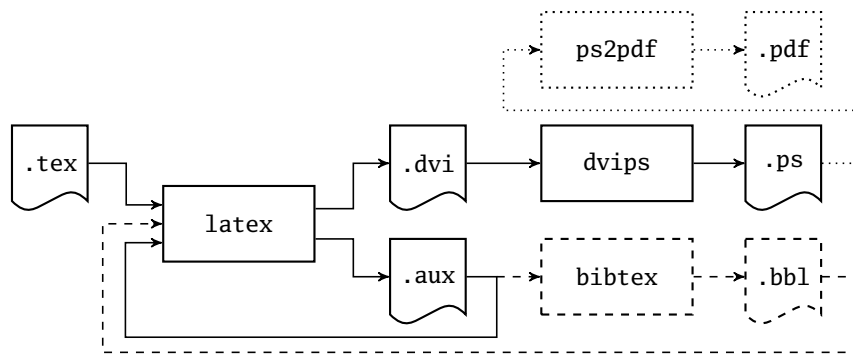 ps2pdf .pdf
.tex .dvi dvips .ps
latex
.aux bibtex .bbl